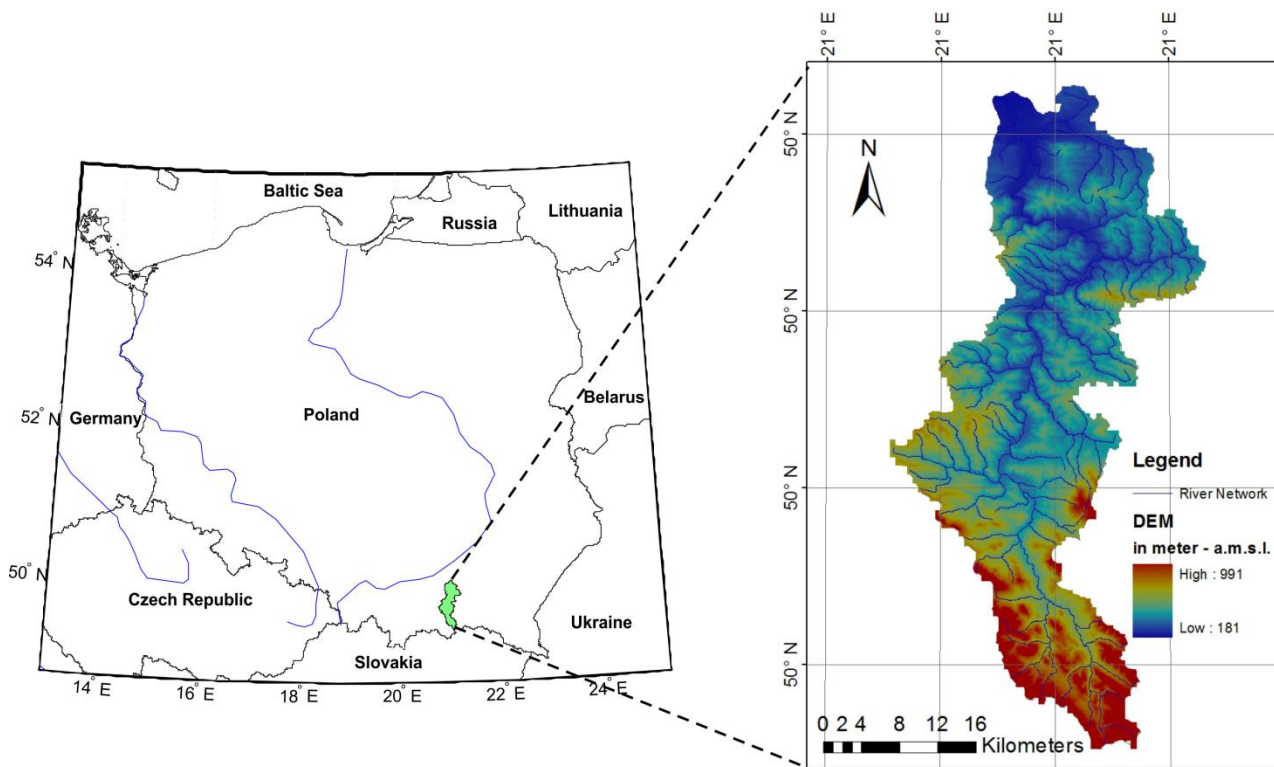 Baltic Sea
Russia
Lithuania
54° N
Germany
Poland
Belarus
52° N
50° N
Czech Republic
Ukraine
Slovakia
14° E
16° E
18° E
20° E
22° E
24° E
21° E
21° E
21° E
21° E
50° N
50° N
50° N
50° N
N
Legend
River Network
DEM
in meter - a.m.s.l.
High : 991
Low : 181
0 2 4 8 12 16
Kilometers